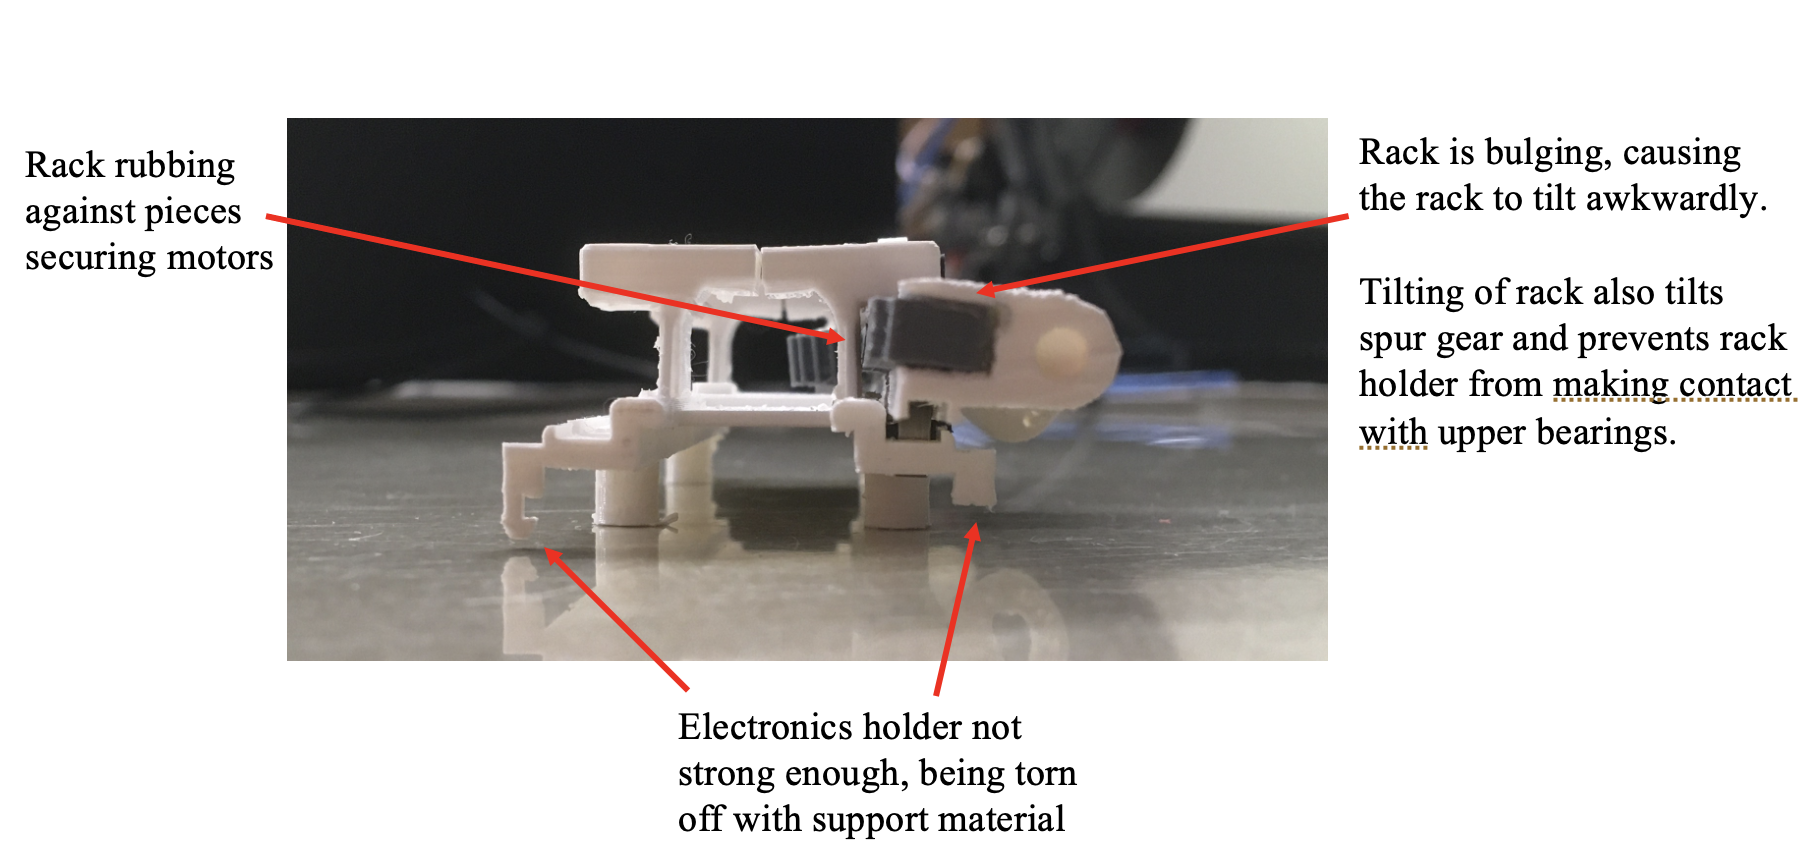 Rack rubbing
against pieces
securing motors
Rack is bulging, causing
the rack to tilt awkwardly.
Tilting of rack also tilts
spur gear and prevents rack
holder from making contact
with upper bearings.
Electronics holder not
strong enough, being torn
off with support material